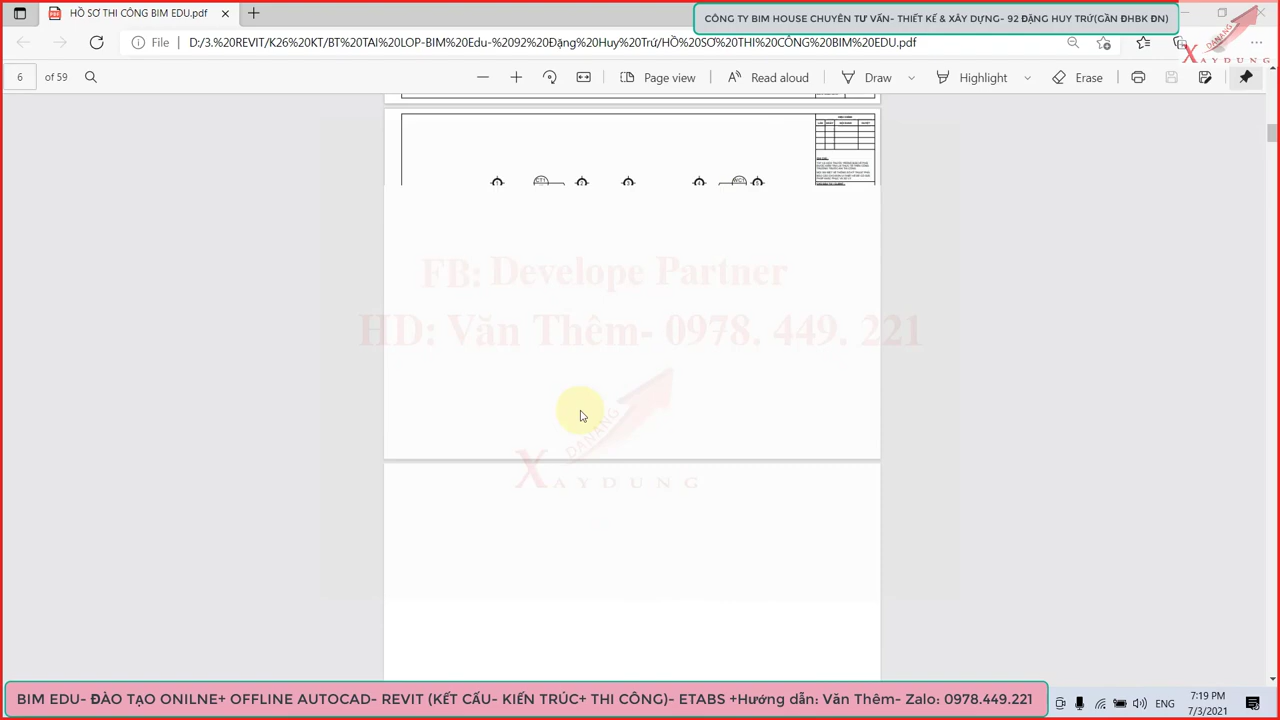 HỒ SƠ THI CÔNG BIM EDU.pdf
CÔNG TY BIM HOUSE CHUYÊN TƯ VẤN- THIẾT KẾ & XÂY DỰNG- 92 ĐẶNG HUY TRỨ(GẦN ĐHBK ĐN)
File
D:/3.%20REVIT/K26%20KT/BT%20TAI%20LOP-BIM%20Edu-%2092%20Đặng%20Huy%20Trứ/HỒ%20SƠ%20THI%20CÔNG%20BIM%20EDU.pdf
DANANG
XAYDUNG
6 of 59
Page view
Read aloud
Draw
Highlight
Erase
FB: Develope Partner
HD: Văn Thêm- 0978. 449. 221
DANANG
XAYDUNG
BIM EDU- ĐÀO TẠO ONILNE+ OFFLINE AUTOCAD- REVIT (KẾT CẤU- KIẾN TRÚC+ THI CÔNG)- ETABS +Hướng dẫn: Văn Thêm- Zalo: 0978.449.221
ENG
7:19 PM
7/3/2021